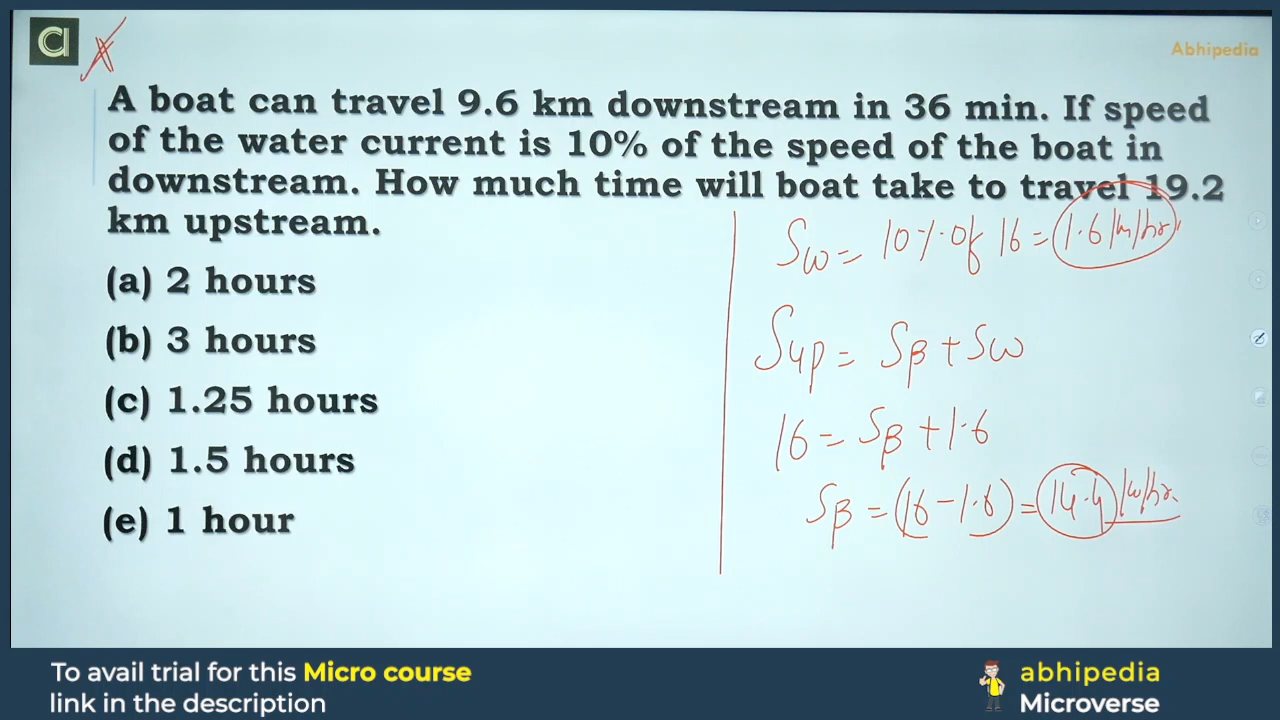 CI
Abhipedia
A boat can travel 9.6 km downstream in 36 min. If speed
of the water current is 10% of the speed of the boat in
downstream. How much time will boat take to travel 19.2
km upstream.
(a) 2 hours
(b) 3 hours
(c) 1.25 hours
(d) 1.5 hours
(e) 1 hour
Sw = 10% of 16 = 1.6 km/hr
Sup = SB + Sw
16 = SB + 1.6
SB = (16 - 1.6) = 14.4 km/hr
To avail trial for this Micro course
link in the description
abhipedia
Microverse